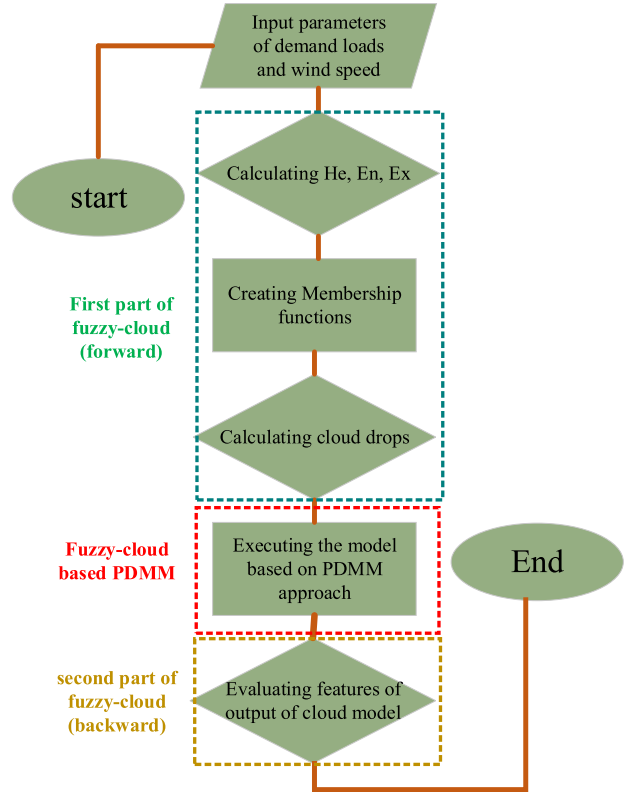 Input parameters
of demand loads
and wind speed
start
Calculating He, En, Ex
Creating Membership
functions
First part of
fuzzy-cloud
(forward)
Calculating cloud drops
Fuzzy-cloud
based PDMM
Executing the model
based on PDMM
approach
End
second part of
fuzzy-cloud
(backward)
Evaluating features of
output of cloud model